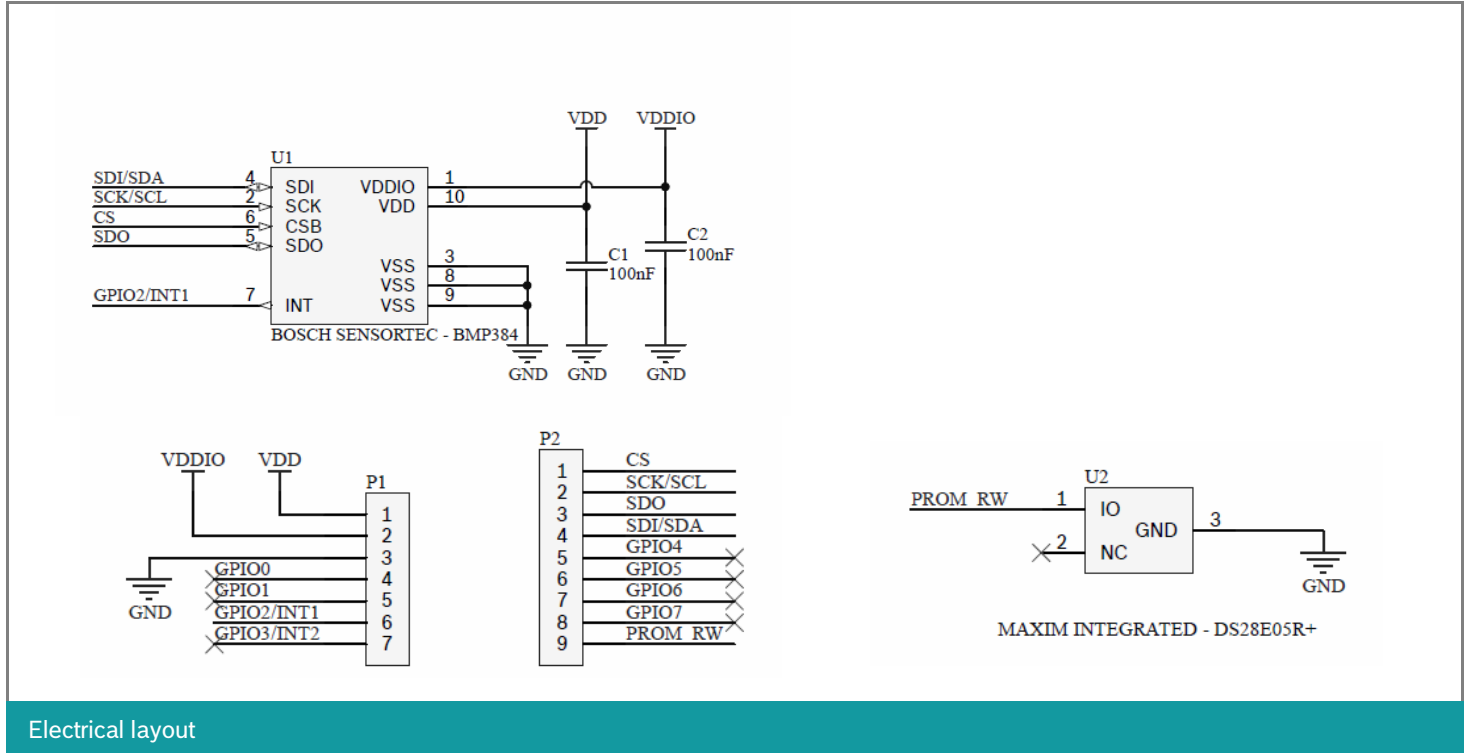 VDD VDDIO
U1
SDI/SDA 4 SDI VDDIO 1
SCK/SCL 2 SCK VDD 10
CS 6 CSB
SDO 5 SDO
C2
100nF
C1
100nF
VSS 3
VSS 8
GPIO2/INT1 7 INT VSS 9
BOSCH SENSORTEC - BMP384
GND GND GND
VDDIO VDD
P1
1
2
3
GPIO0 4
GPIO1 5
GPIO2/INT1 6
GPIO3/INT2 7
GND
P2
1 CS
2 SCK/SCL
3 SDO
4 SDI/SDA
5 GPIO4
6 GPIO5
7 GPIO6
8 GPIO7
9 PROM_RW
U2
PROM_RW 1 IO
GND 3
2 NC
GND
MAXIM INTEGRATED - DS28E05R+
Electrical layout